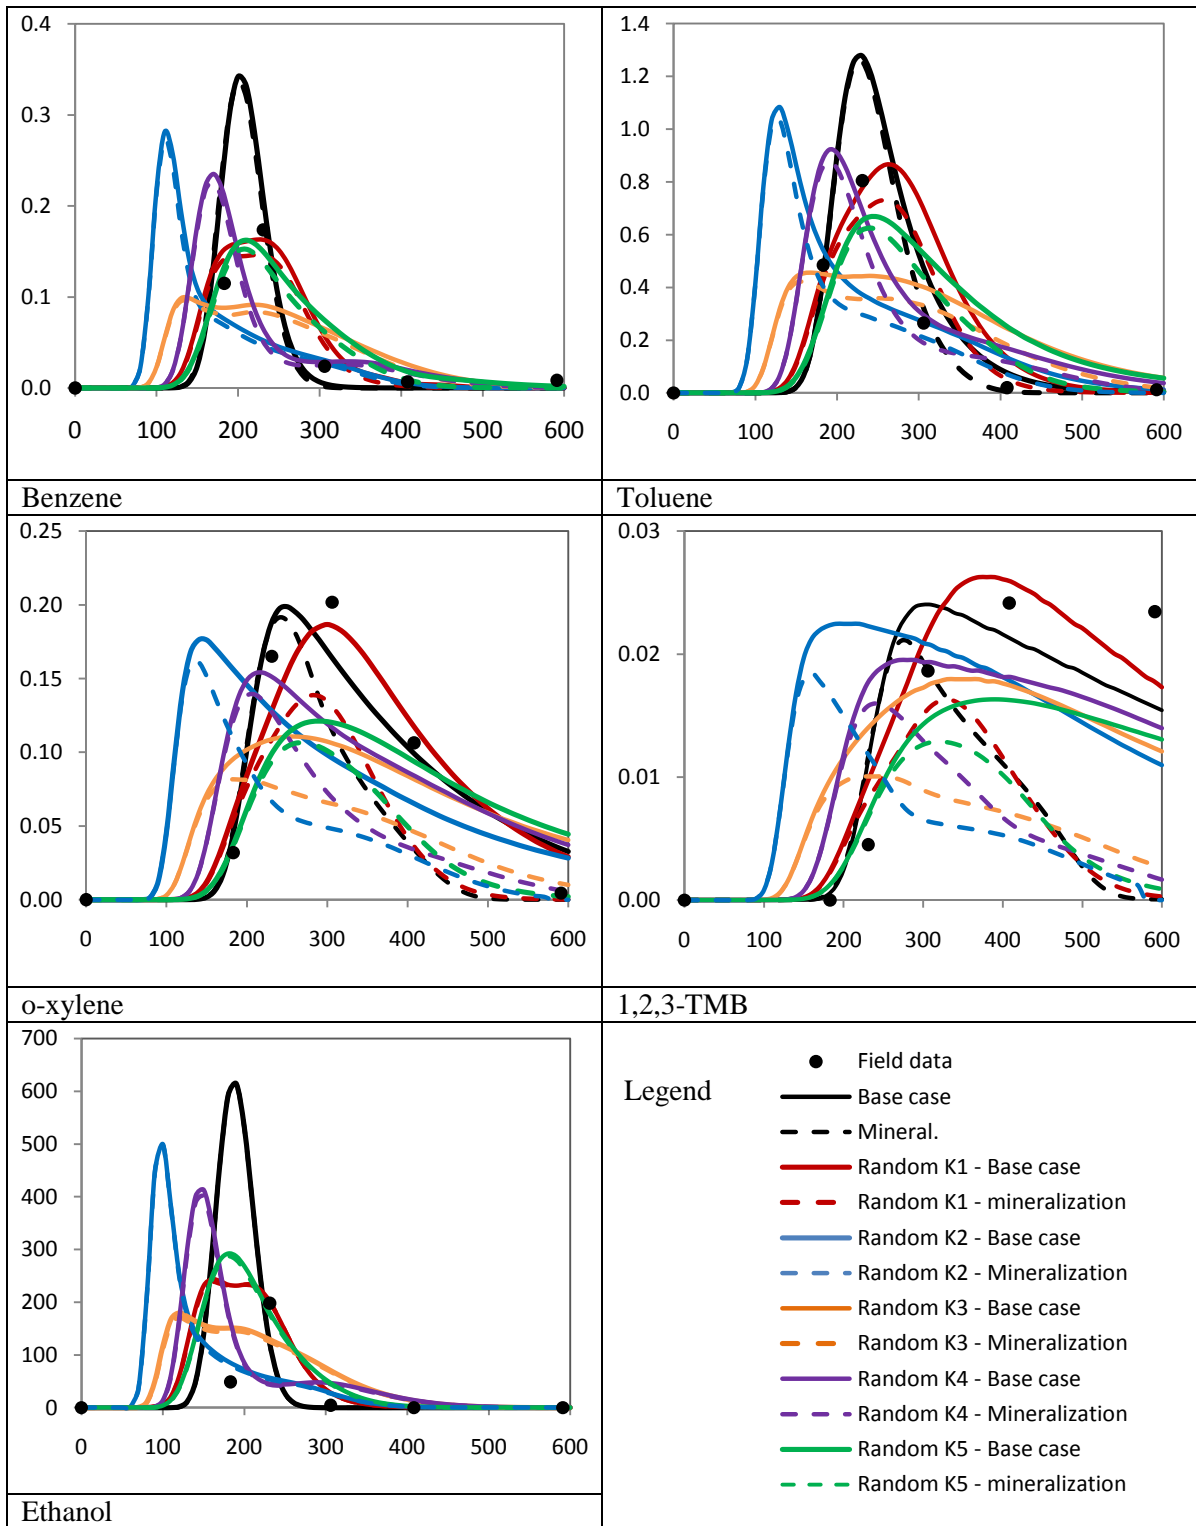 0.4
0.3
0.2
0.1
0.0
0 100 200 300 400 500 600
Benzene
1.4
1.2
1.0
0.8
0.6
0.4
0.2
0.0
0 100 200 300 400 500 600
Toluene
0.25
0.20
0.15
0.10
0.05
0.00
0 100 200 300 400 500 600
o-xylene
0.03
0.02
0.01
0.00
0 100 200 300 400 500 600
1,2,3-TMB
700
600
500
400
300
200
100
0
0 100 200 300 400 500 600
Ethanol
Legend
Field data
Base case
Mineral.
Random K1 - Base case
Random K1 - mineralization
Random K2 - Base case
Random K2 - Mineralization
Random K3 - Base case
Random K3 - Mineralization
Random K4 - Base case
Random K4 - Mineralization
Random K5 - Base case
Random K5 - mineralization